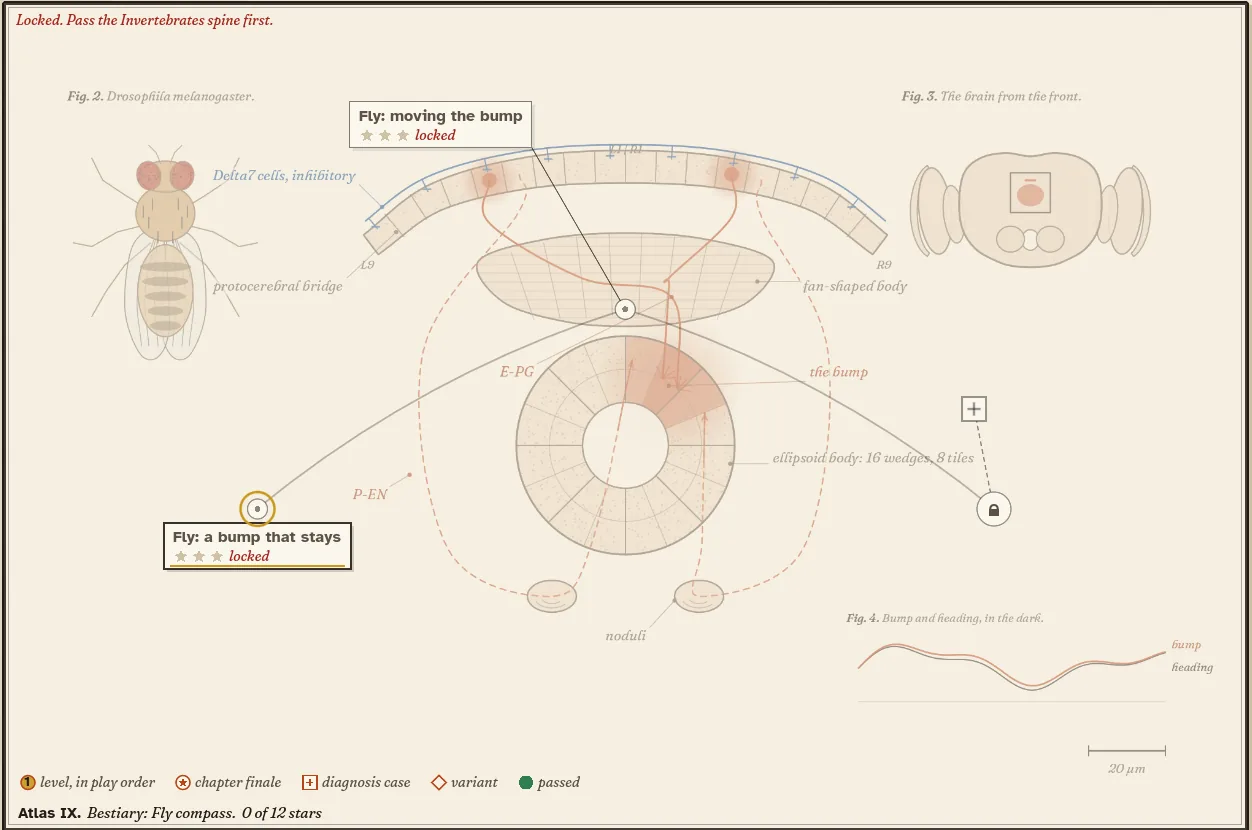 Locked. Pass the Invertebrates spine first.
Fig. 2. Drosophila melanogaster.
Fig. 3. The brain from the front.
Fly: moving the bump
locked
Delta7 cells, inhibitory
L9
R9
protocerebral bridge
fan-shaped body
E-PG
the bump
ellipsoid body: 16 wedges, 8 tiles
P-EN
Fly: a bump that stays
locked
noduli
Fig. 4. Bump and heading, in the dark.
bump
heading
20 µm
1 level, in play order
chapter finale
diagnosis case
variant
passed
Atlas IX. Bestiary: Fly compass. 0 of 12 stars